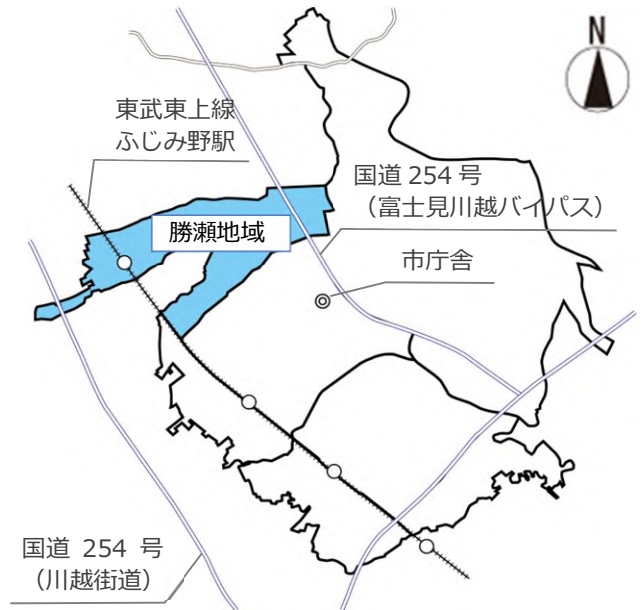 N
東武東上線
ふじみ野駅
国道 254 号
（富士見川越バイパス）
勝瀬地域
市庁舎
国道 254 号
（川越街道）